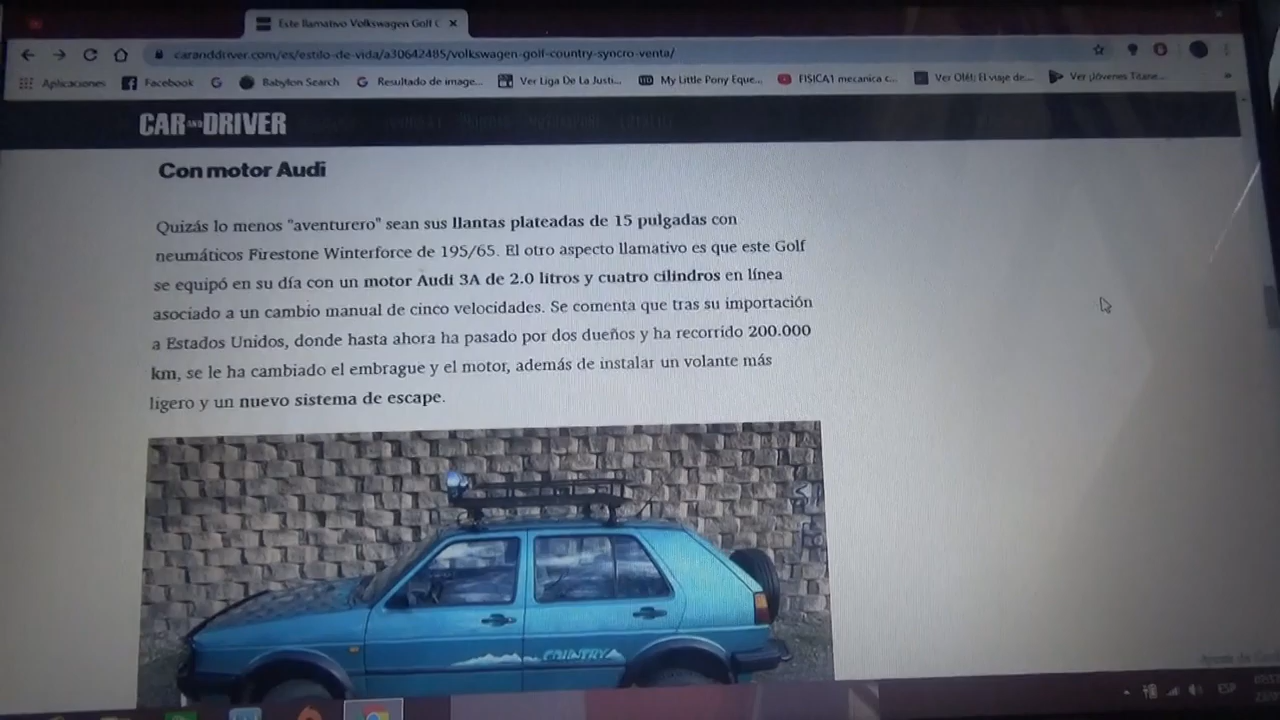 Este llamativo Volkswagen Golf C
caranddriver.com/es/estilo-de-vida/a30642485/volkswagen-golf-country-syncro-venta/
Aplicaciones Facebook Babylon Search Resultado de image... Ver Liga De La Justi... My Little Pony Eque... FISICA1 mecanica c... Ver Olé!: El viaje de... Ver ¡Jóvenes Titane...
CAR AND DRIVER
Con motor Audi
Quizás lo menos "aventurero" sean sus llantas plateadas de 15 pulgadas con
neumáticos Firestone Winterforce de 195/65. El otro aspecto llamativo es que este Golf
se equipó en su día con un motor Audi 3A de 2.0 litros y cuatro cilindros en línea
asociado a un cambio manual de cinco velocidades. Se comenta que tras su importación
a Estados Unidos, donde hasta ahora ha pasado por dos dueños y ha recorrido 200.000
km, se le ha cambiado el embrague y el motor, además de instalar un volante más
ligero y un nuevo sistema de escape.
COUNTRY
ESP